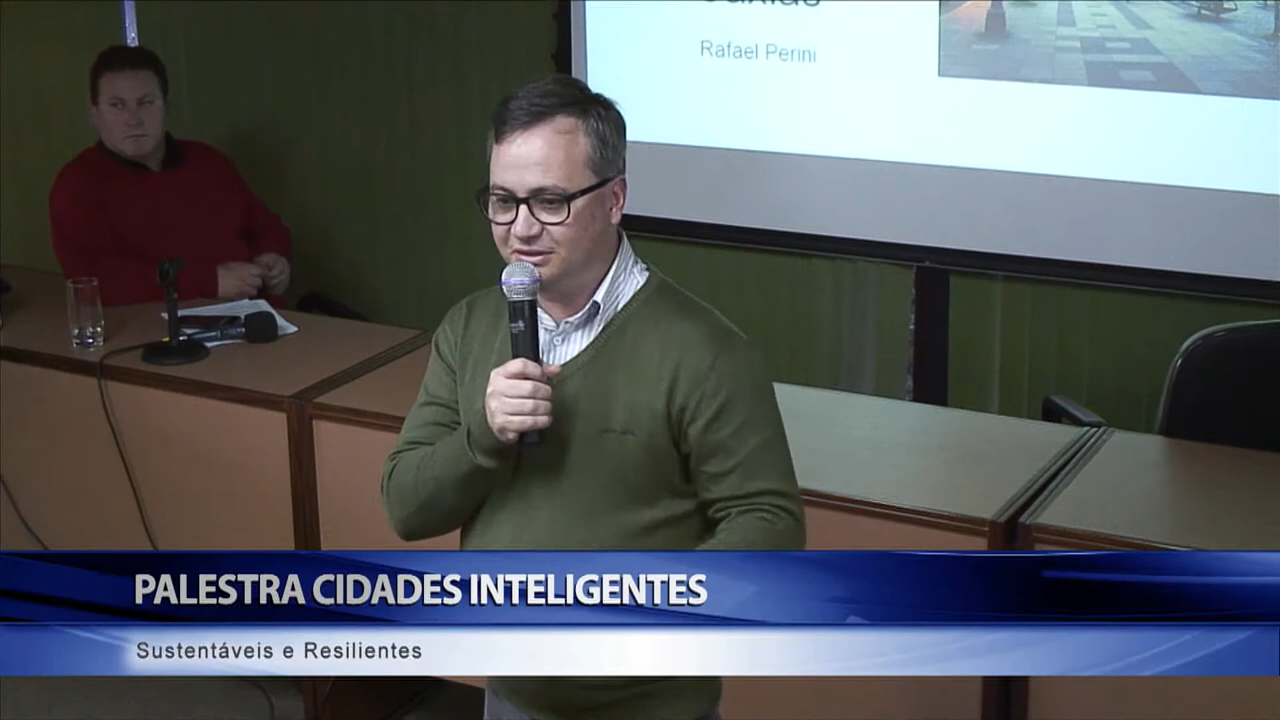 Rafael Perini
PALESTRA CIDADES INTELIGENTES
Sustentáveis e Resilientes